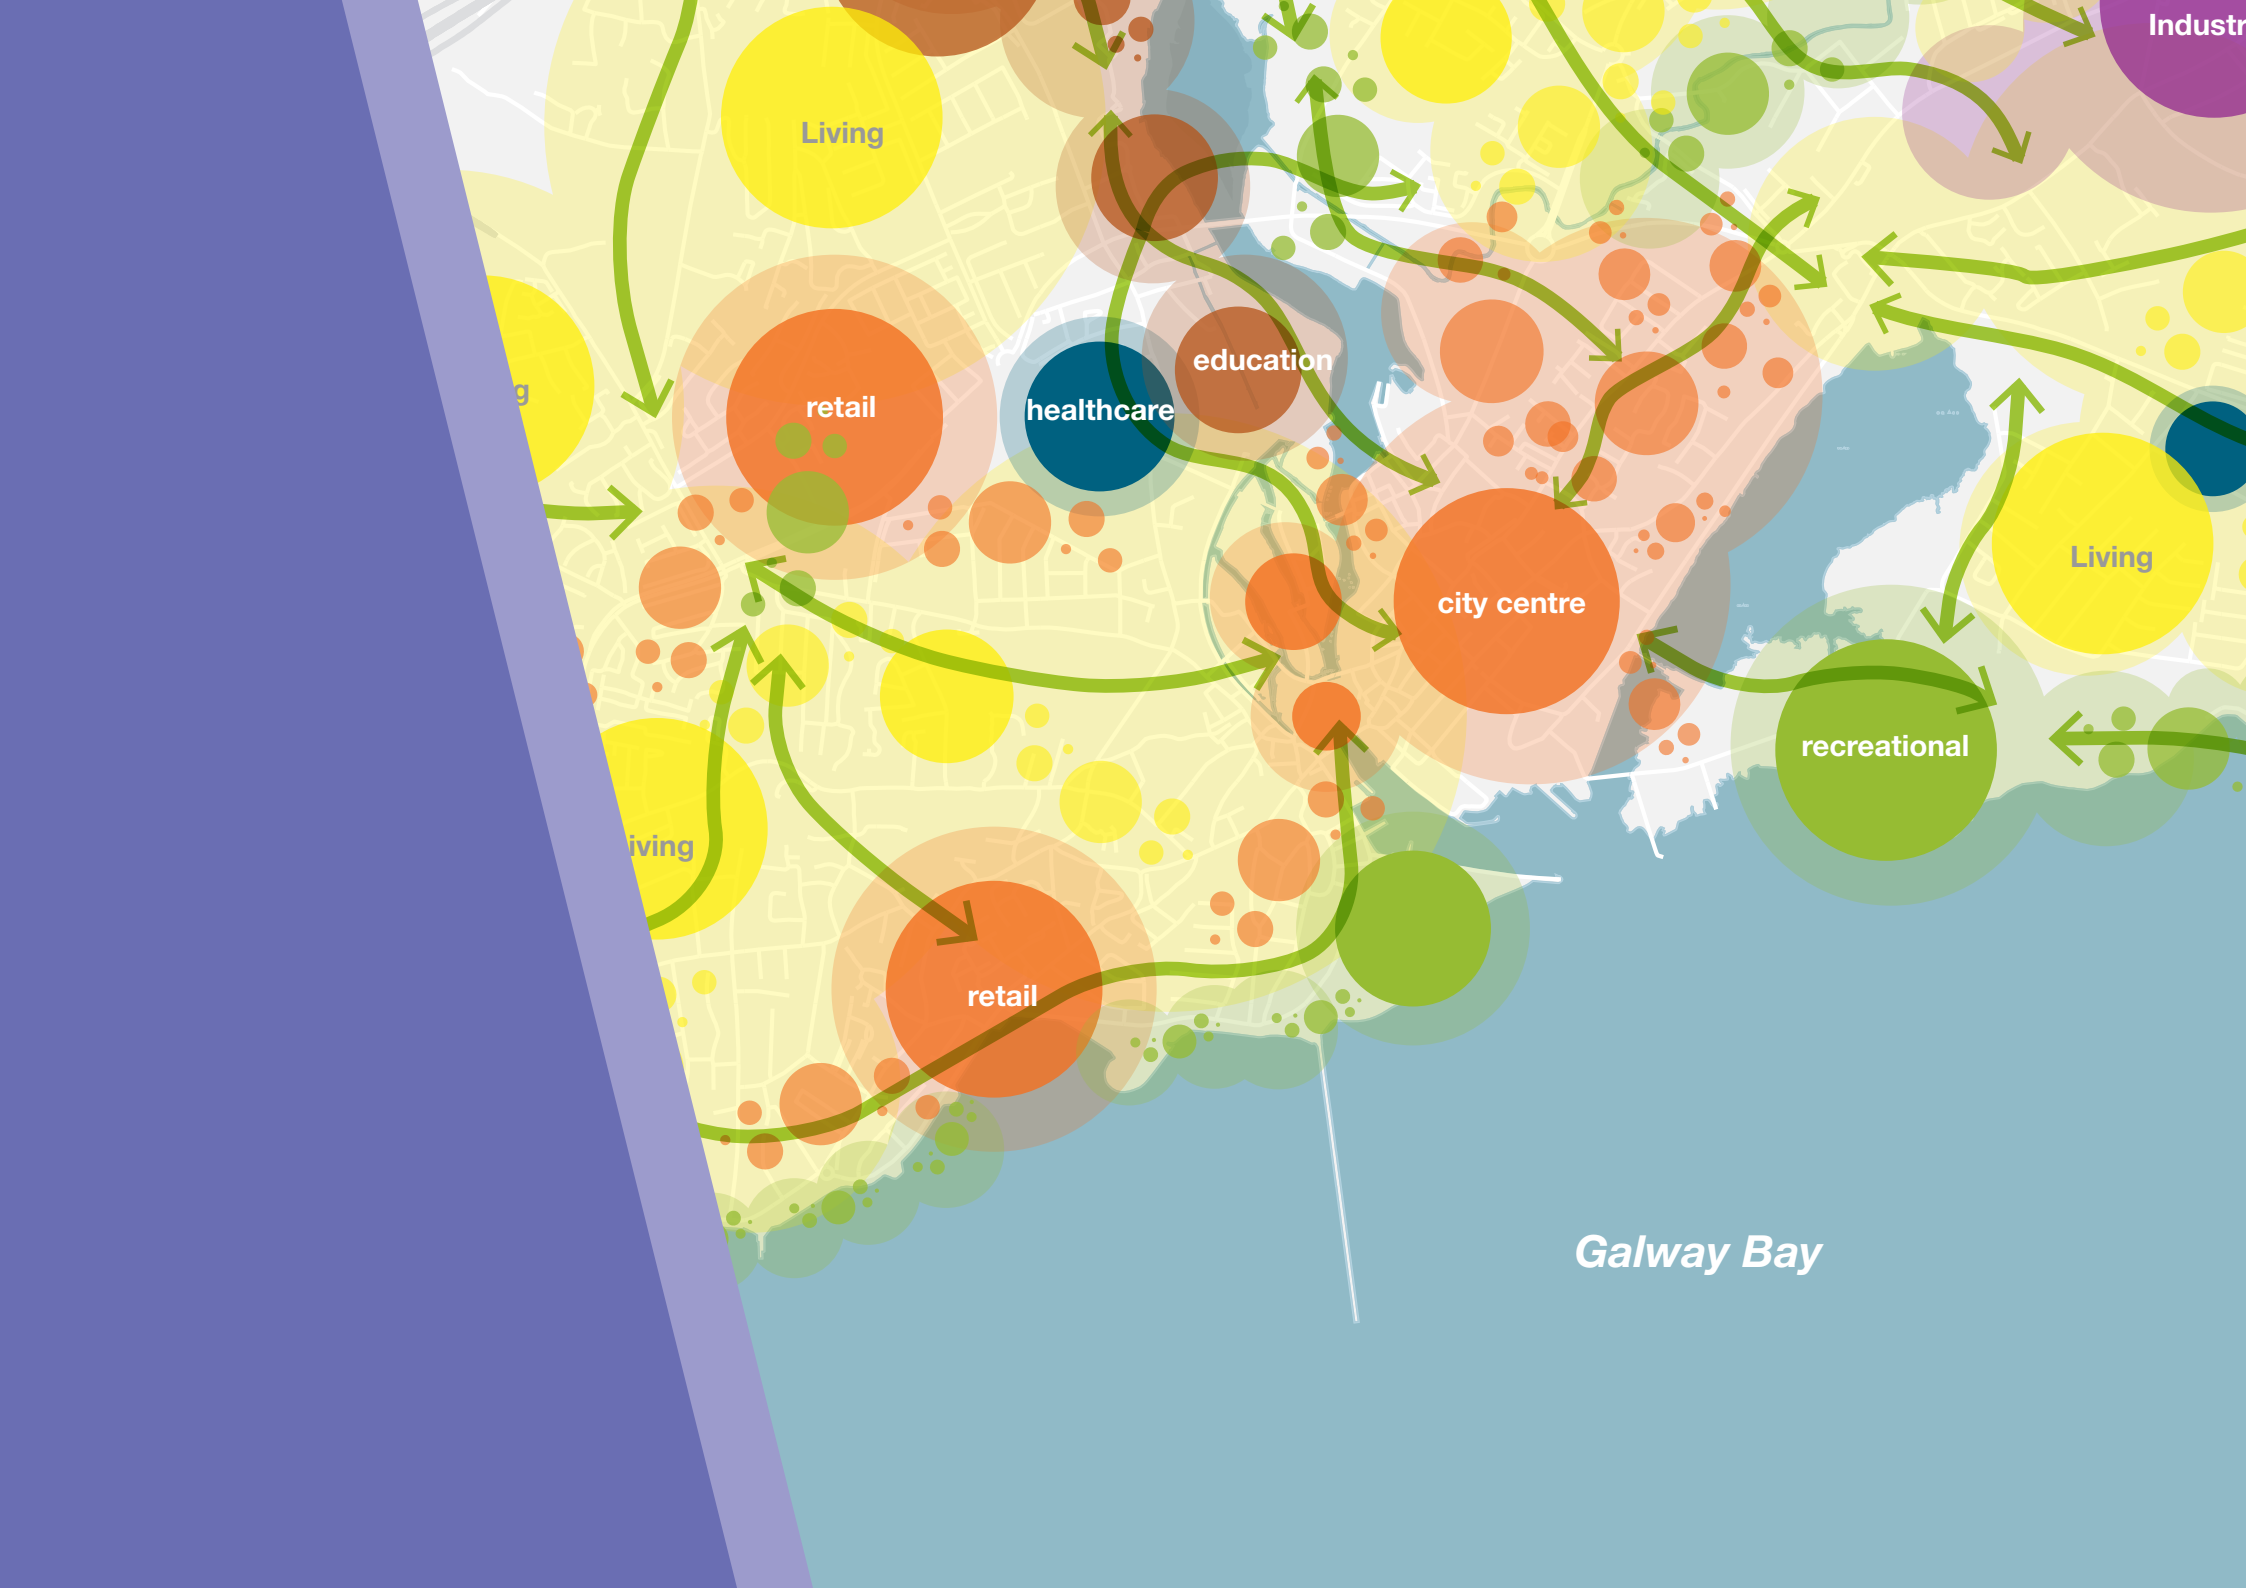 Industr
Living
education
g
retail
healthcare
Living
city centre
recreational
iving
retail
Galway Bay